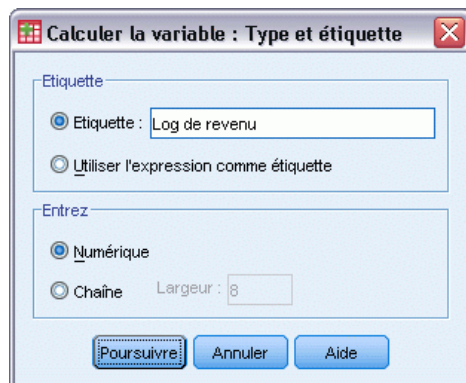 Calculer la variable : Type et étiquette
Etiquette
Etiquette : Log de revenu
Utiliser l'expression comme étiquette
Entrez
Numérique
Chaîne Largeur : 8
Poursuivre Annuler Aide